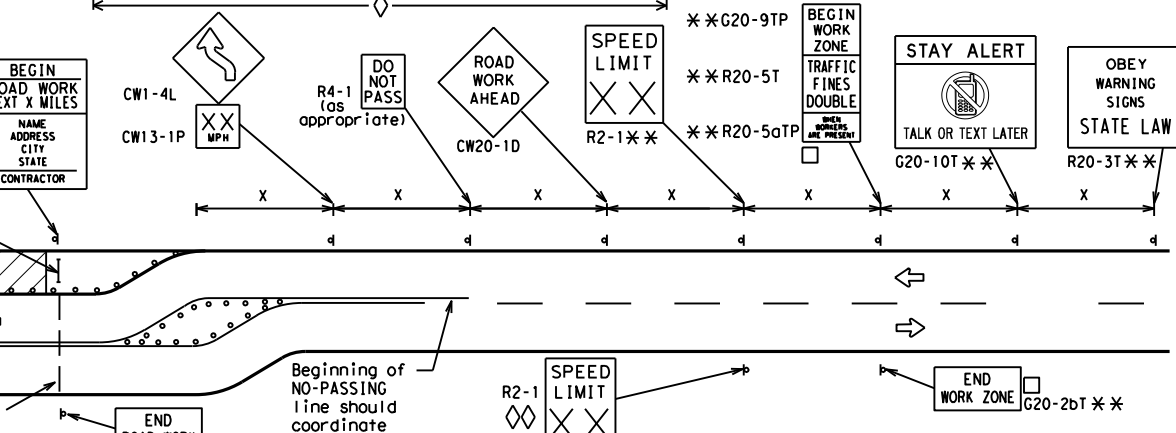 BEGIN
ROAD WORK
NEXT X MILES
NAME
ADDRESS
CITY
STATE
CONTRACTOR
CW1-4L
XX
MPH
CW13-1P
R4-1
(as
appropriate)
DO
NOT
PASS
ROAD
WORK
AHEAD
CW20-1D
SPEED
LIMIT
X X
R2-1**
**G20-9TP
**R20-5T
**R20-5aTP
BEGIN
WORK
ZONE
TRAFFIC
FINES
DOUBLE
WHEN
WORKERS
ARE PRESENT
STAY ALERT
TALK OR TEXT LATER
G20-10T**
OBEY
WARNING
SIGNS
STATE LAW
R20-3T**
X X X X X X X
Beginning of
NO-PASSING
line should
coordinate
R2-1
SPEED
LIMIT
X X
END
WORK ZONE
G20-2bT**
END
ROAD WORK